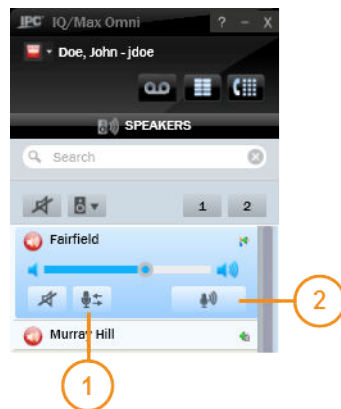 IPC IQ/Max Omni ? - X
Doe, John - jdoe
SPEAKERS
Search
1 2
Fairfield
2
Murray Hill
1